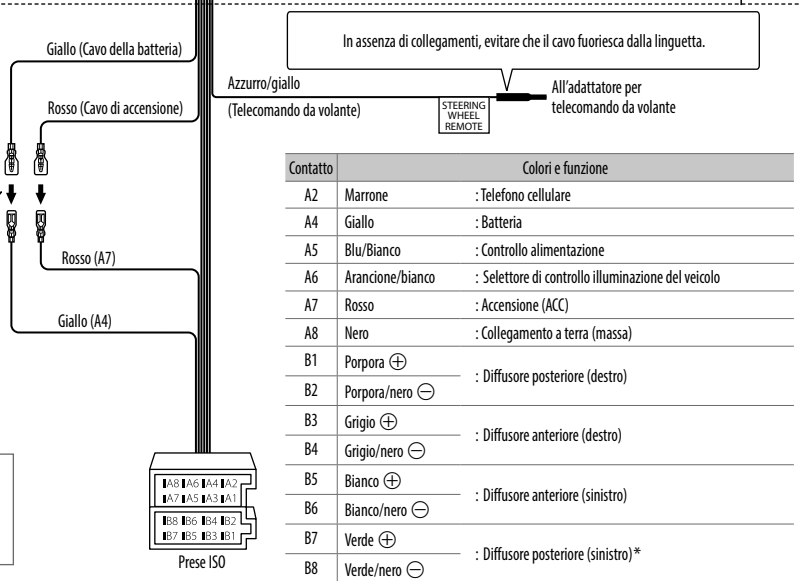 In assenza di collegamenti, evitare che il cavo fuoriesca dalla linguetta.
Giallo (Cavo della batteria)
Azzurro/giallo
(Telecomando da volante)
STEERING
WHEEL
REMOTE
All'adattatore per
telecomando da volante
Rosso (Cavo di accensione)
Rosso (A7)
Giallo (A4)
A8 A6 A4 A2
A7 A5 A3 A1
B8 B6 B4 B2
B7 B5 B3 B1
Prese ISO
Contatto Colori e funzione
A2 Marrone : Telefono cellulare
A4 Giallo : Batteria
A5 Blu/Bianco : Controllo alimentazione
A6 Arancione/bianco : Selettore di controllo illuminazione del veicolo
A7 Rosso : Accensione (ACC)
A8 Nero : Collegamento a terra (massa)
B1 Porpora ⊕
: Diffusore posteriore (destro)
B2 Porpora/nero ⊖
B3 Grigio ⊕
: Diffusore anteriore (destro)
B4 Grigio/nero ⊖
B5 Bianco ⊕
: Diffusore anteriore (sinistro)
B6 Bianco/nero ⊖
B7 Verde ⊕
: Diffusore posteriore (sinistro)*
B8 Verde/nero ⊖